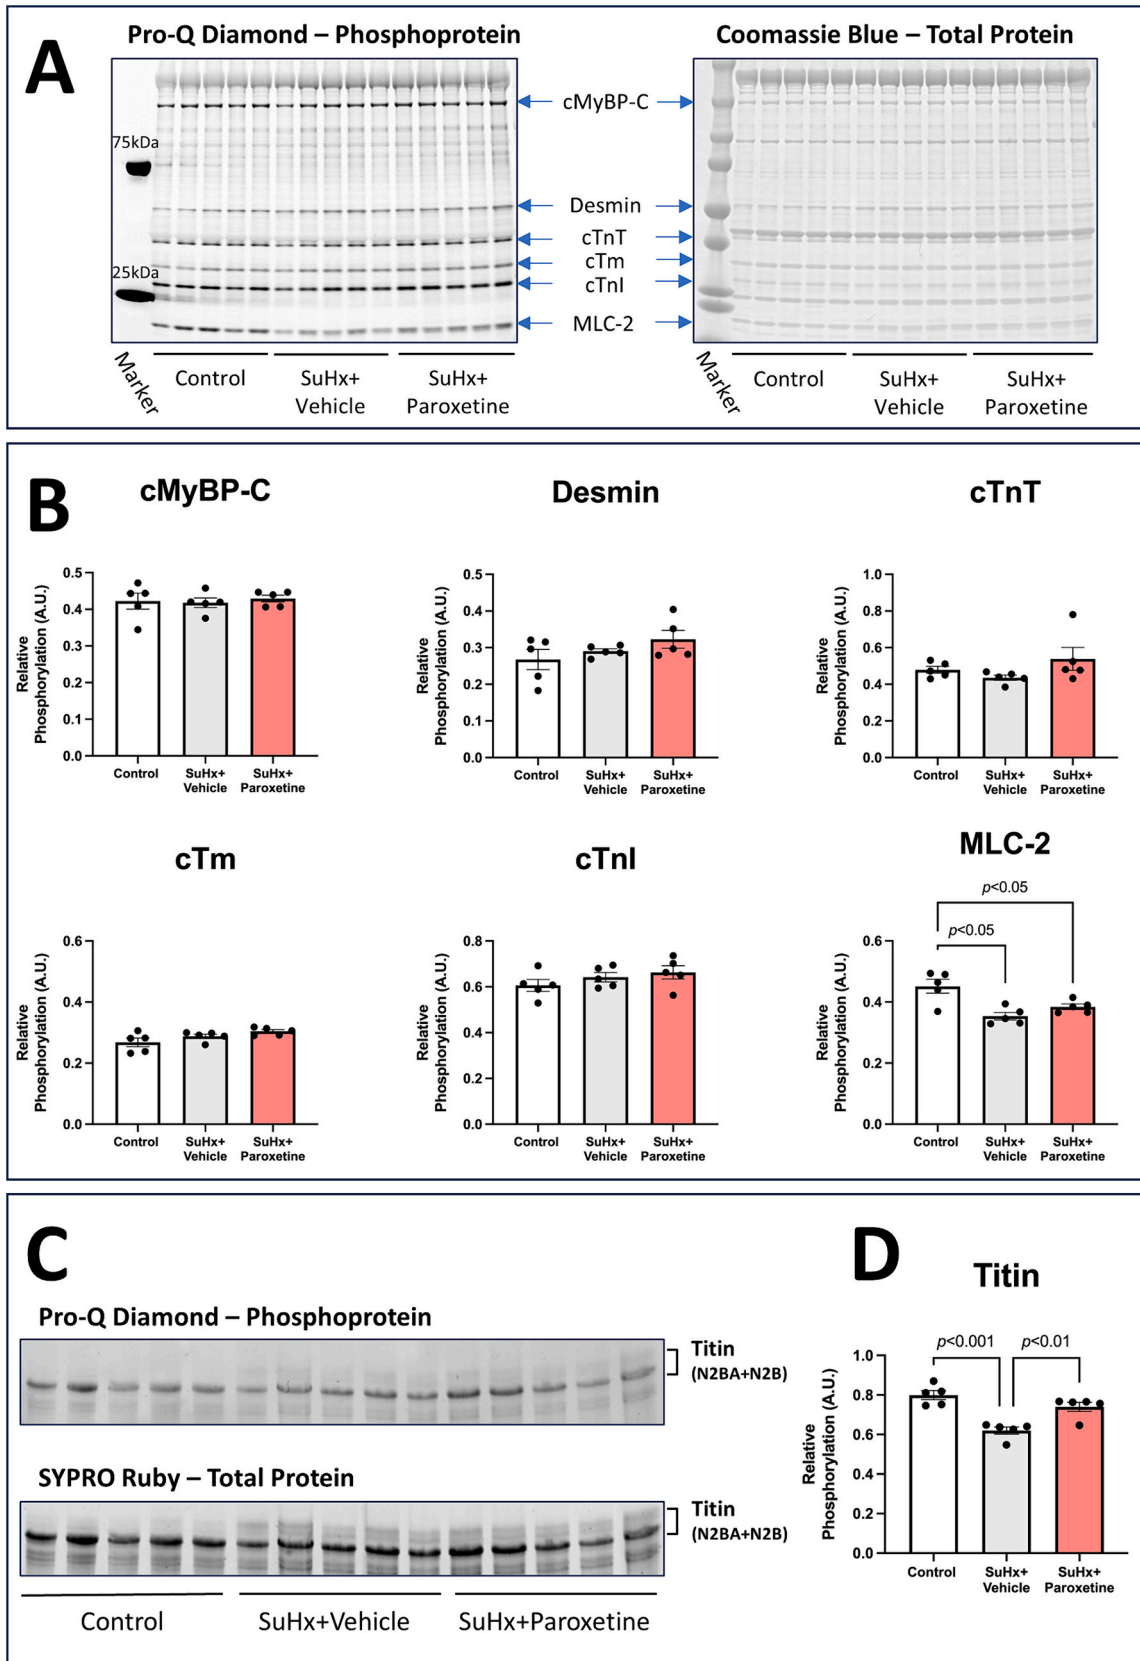 A
Pro-Q Diamond – Phosphoprotein
Coomassie Blue – Total Protein
75kDa
25kDa
cMyBP-C
Desmin
cTnT
cTm
cTnI
MLC-2
Marker
Control
SuHx+
Vehicle
SuHx+
Paroxetine
Marker
Control
SuHx+
Vehicle
SuHx+
Paroxetine
B
cMyBP-C
Relative
Phosphorylation (A.U.)
0.5
0.4
0.3
0.2
0.1
0.0
Control
SuHx+
Vehicle
SuHx+
Paroxetine
Desmin
Relative
Phosphorylation (A.U.)
0.5
0.4
0.3
0.2
0.1
0.0
Control
SuHx+
Vehicle
SuHx+
Paroxetine
cTnT
Relative
Phosphorylation (A.U.)
1.0
0.8
0.6
0.4
0.2
0.0
Control
SuHx+
Vehicle
SuHx+
Paroxetine
cTm
Relative
Phosphorylation (A.U.)
0.6
0.4
0.2
0.0
Control
SuHx+
Vehicle
SuHx+
Paroxetine
cTnI
Relative
Phosphorylation (A.U.)
0.8
0.6
0.4
0.2
0.0
Control
SuHx+
Vehicle
SuHx+
Paroxetine
MLC-2
p<0.05
p<0.05
Relative
Phosphorylation (A.U.)
0.6
0.4
0.2
0.0
Control
SuHx+
Vehicle
SuHx+
Paroxetine
C
Pro-Q Diamond – Phosphoprotein
Titin
(N2BA+N2B)
SYPRO Ruby – Total Protein
Titin
(N2BA+N2B)
Control
SuHx+Vehicle
SuHx+Paroxetine
D
Titin
p<0.001
p<0.01
Relative
Phosphorylation (A.U.)
1.0
0.8
0.6
0.4
0.2
0.0
Control
SuHx+
Vehicle
SuHx+
Paroxetine